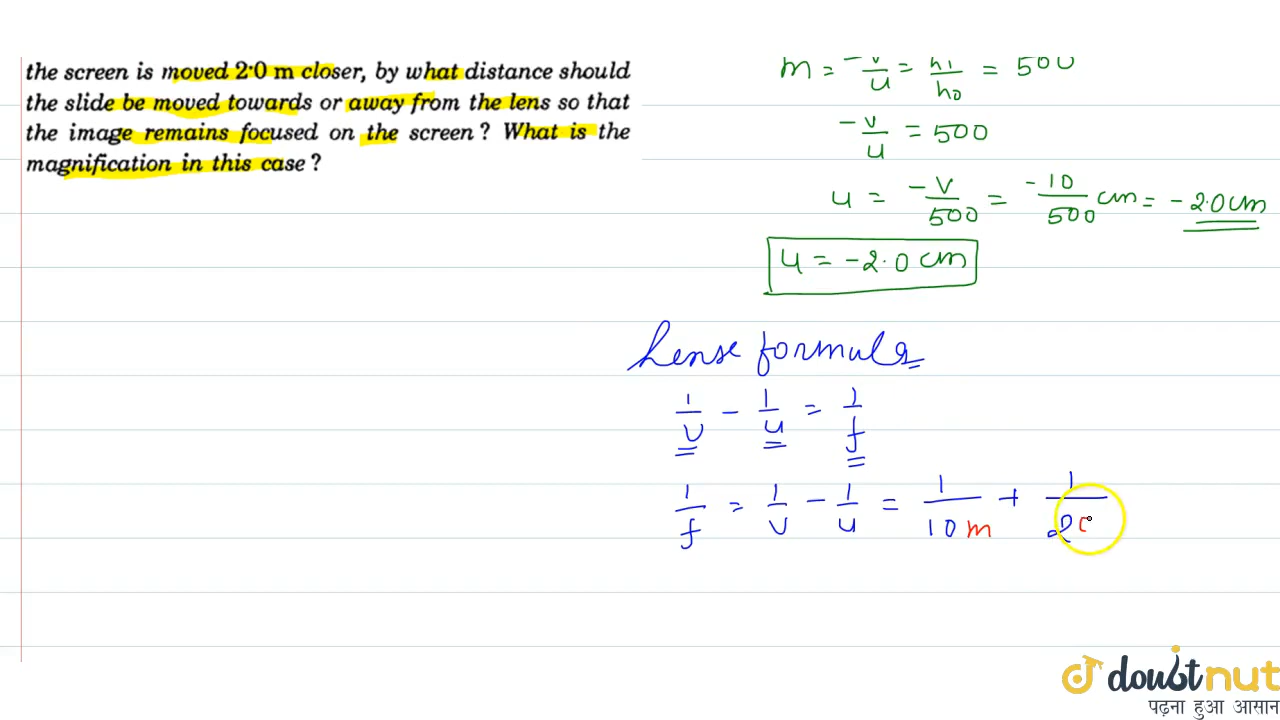 the screen is moved 2·0 m closer, by what distance should
the slide be moved towards or away from the lens so that
the image remains focused on the screen ? What is the
magnification in this case ?
m = -v/u = h1/h0 = 500
-v/u = 500
u = -v/500 = -10/500 cm = -2.0cm
u = -2.0 cm
Lense formula
1/v - 1/u = 1/f
1/f = 1/v - 1/u = 1/10m + 1/2c
doubtnut
पढ़ना हुआ आसान